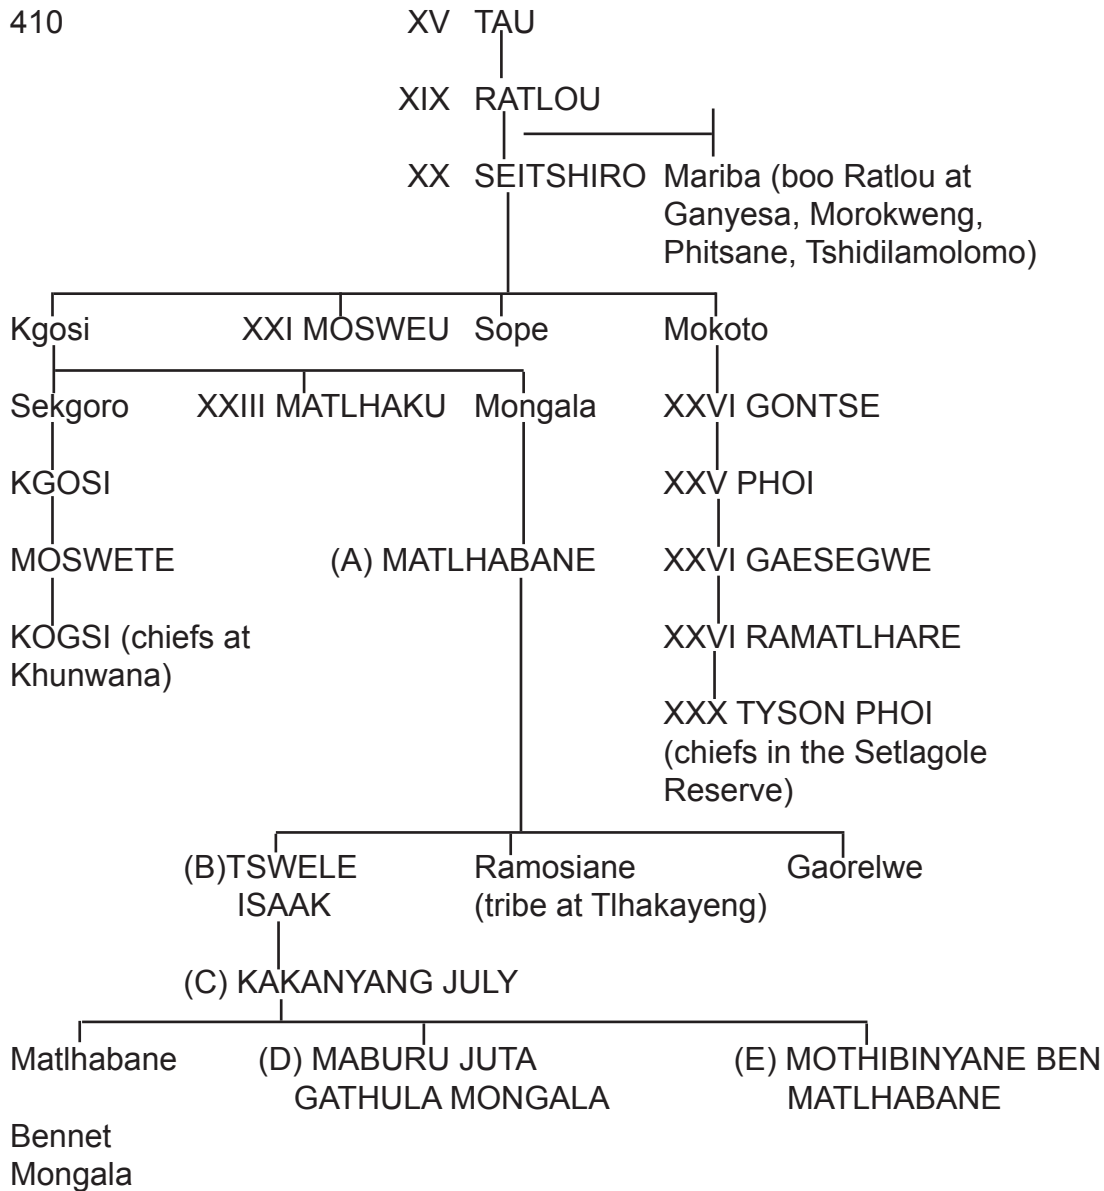 410
XV TAU
XIX RATLOU
XX SEITSHIRO
Mariba (boo Ratlou at
Ganyesa, Morokweng,
Phitsane, Tshidilamolomo)
Kgosi
XXI MOSWEU
Sope
Mokoto
Sekgoro
XXIII MATLHAKU
Mongala
XXVI GONTSE
KGOSI
XXV PHOI
MOSWETE
(A) MATLHABANE
XXVI GAESEGWE
KOGSI (chiefs at
Khunwana)
XXVI RAMATLHARE
XXX TYSON PHOI
(chiefs in the Setlagole
Reserve)
(B)TSWELE
ISAAK
Ramosiane
(tribe at Tlhakayeng)
Gaorelwe
(C) KAKANYANG JULY
Matlhabane
(D) MABURU JUTA
GATHULA MONGALA
(E) MOTHIBINYANE BEN
MATLHABANE
Bennet
Mongala